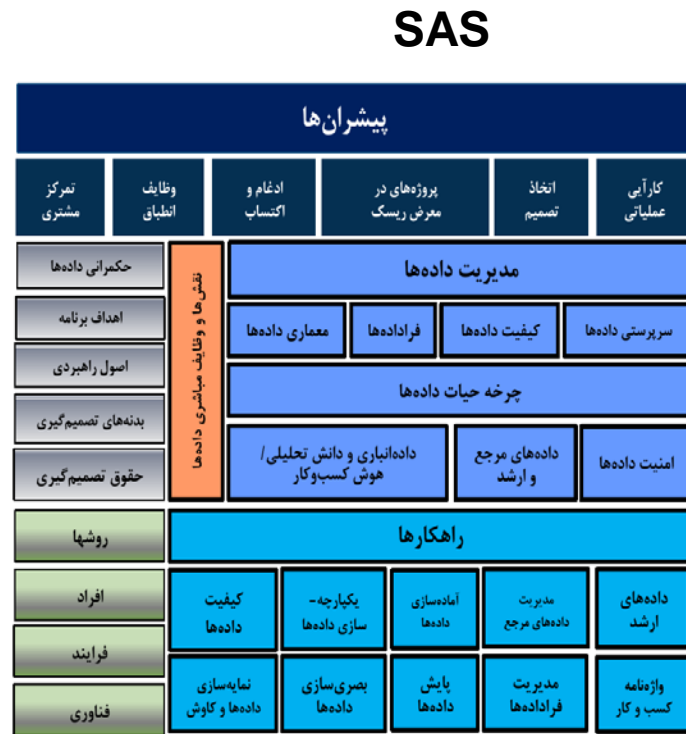 SAS
پیشران‌ها
کارآیی
عملیاتی
اتخاذ
تصمیم
پروژه‌های در
معرض ریسک
ادغام و
اکتساب
وظایف
انطباق
تمرکز
مشتری
مدیریت داده‌ها
سرپرستی داده‌ها
کیفیت داده‌ها
فراداده‌ها
معماری داده‌ها
چرخه حیات داده‌ها
امنیت داده‌ها
داده‌های مرجع
و ارشد
داده‌انباری و دانش تحلیلی/
هوش کسب‌وکار
نقش‌ها و وظایف مباشری داده‌ها
حکمرانی داده‌ها
اهداف برنامه
اصول راهبردی
بدنه‌های تصمیم‌گیری
حقوق تصمیم‌گیری
راهکارها
داده‌های
ارشد
مدیریت
داده‌های مرجع
آماده‌سازی
داده‌ها
یکپارچه-
سازی داده‌ها
کیفیت
داده‌ها
واژه‌نامه
کسب و کار
مدیریت
فراداده‌ها
پایش
داده‌ها
بصری‌سازی
داده‌ها
نمایه‌سازی
داده‌ها و کاوش
روشها
افراد
فرایند
فناوری